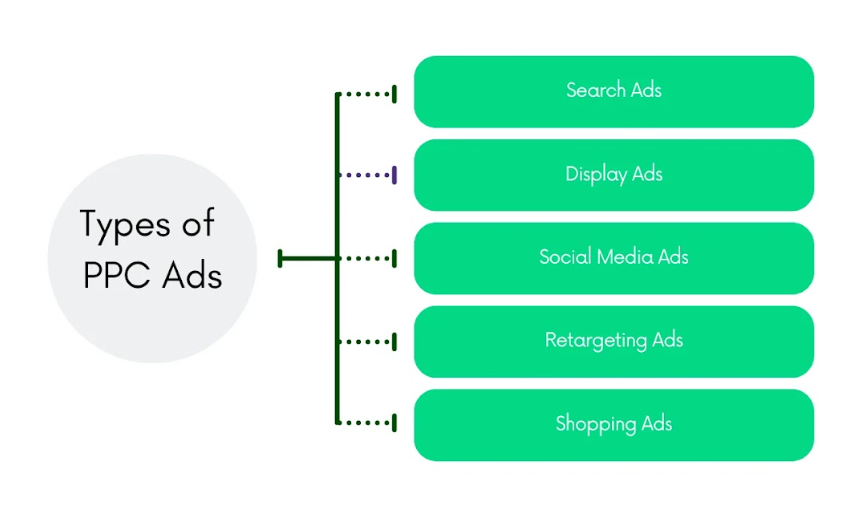 Types of
PPC Ads
Search Ads
Display Ads
Social Media Ads
Retargeting Ads
Shopping Ads